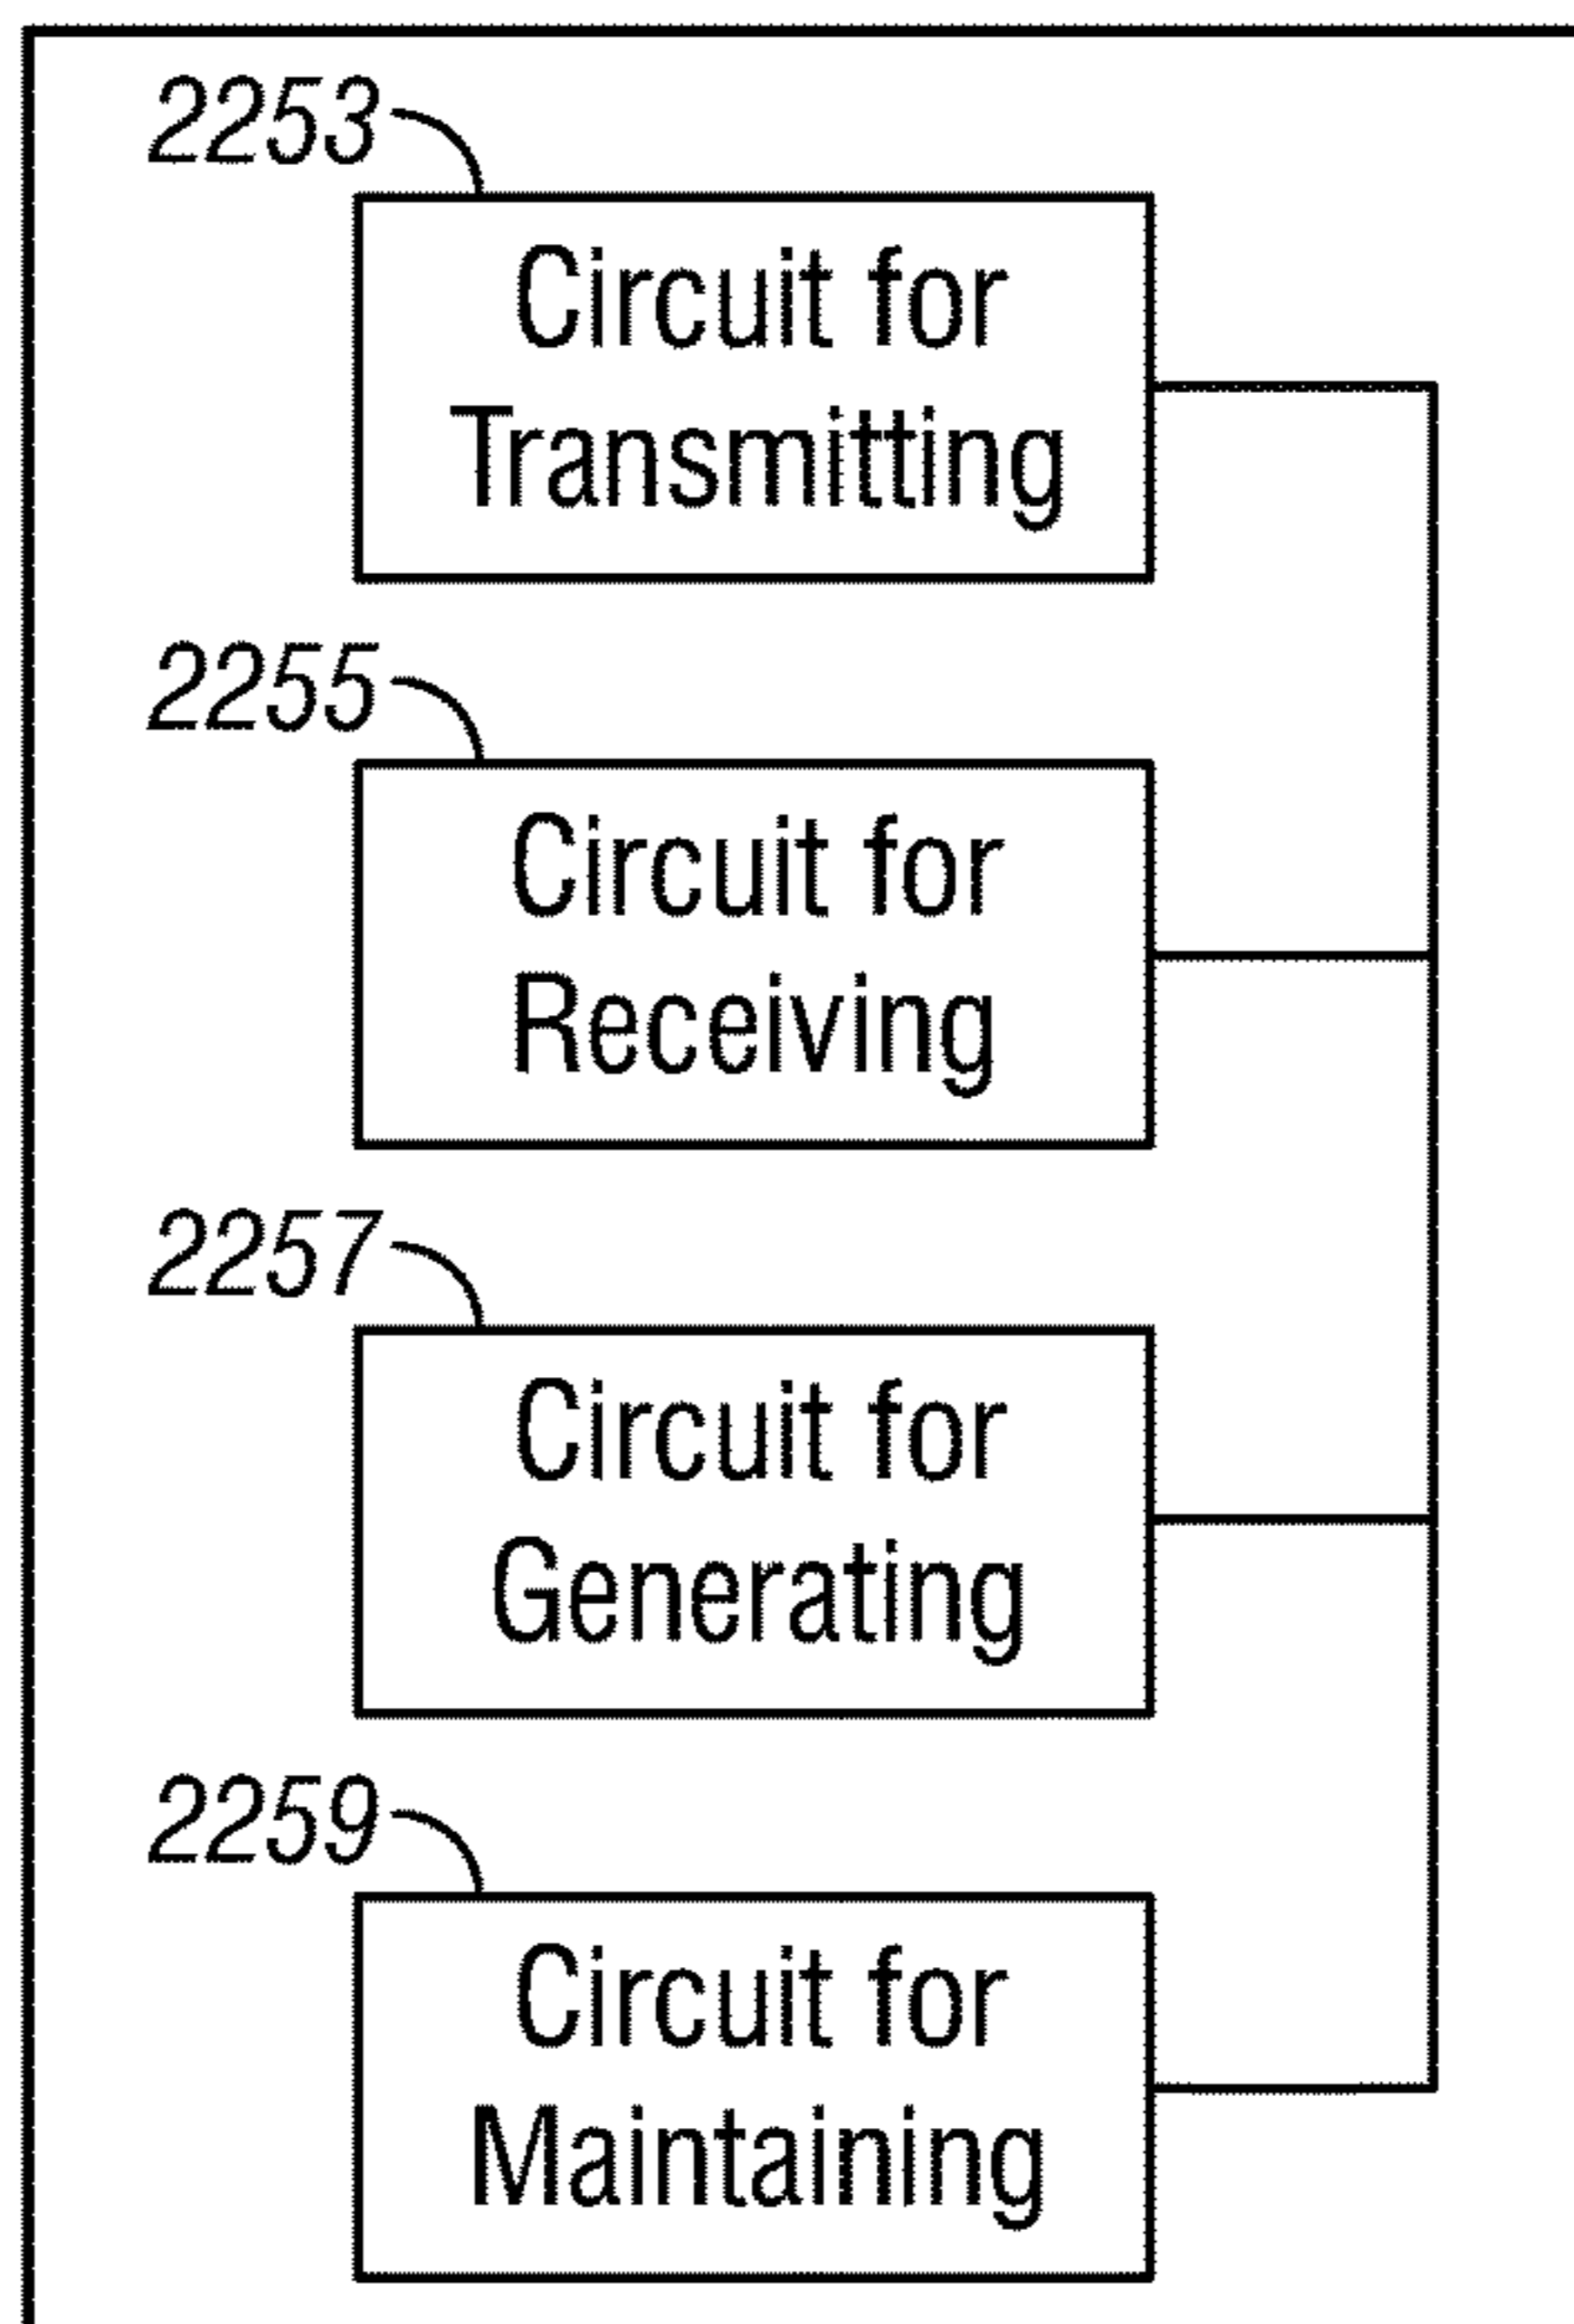 2253
Circuit for
Transmitting
2255
Circuit for
Receiving
2257
Circuit for
Generating
2259
Circuit for
Maintaining